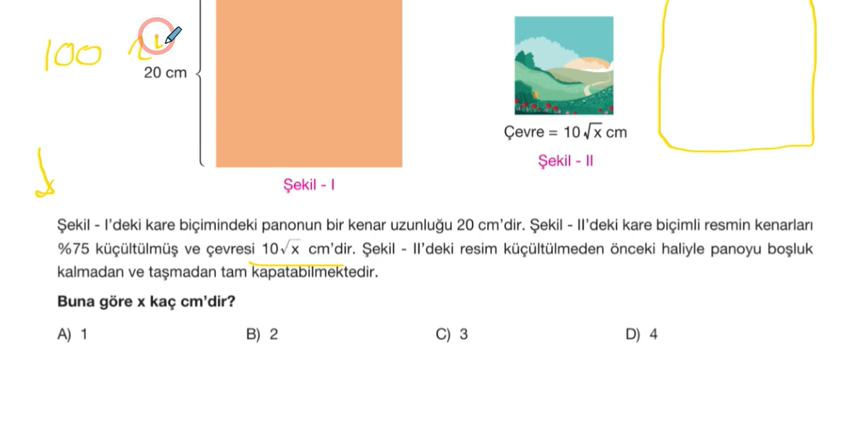 100
20 cm
Çevre = 10√x cm
Şekil - I
Şekil - II
Şekil - I'deki kare biçimindeki panonun bir kenar uzunluğu 20 cm'dir. Şekil - II'deki kare biçimli resmin kenarları
%75 küçültülmüş ve çevresi 10√x cm'dir. Şekil - II'deki resim küçültülmeden önceki haliyle panoyu boşluk
kalmadan ve taşmadan tam kapatabilmektedir.
Buna göre x kaç cm'dir?
A) 1 B) 2 C) 3 D) 4